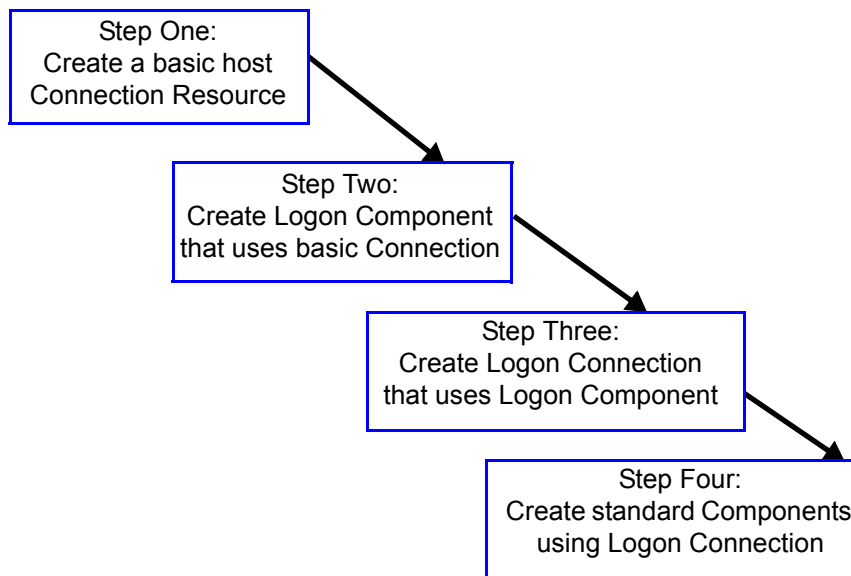 Step One:
Create a basic host
Connection Resource
Step Two:
Create Logon Component
that uses basic Connection
Step Three:
Create Logon Connection
that uses Logon Component
Step Four:
Create standard Components
using Logon Connection